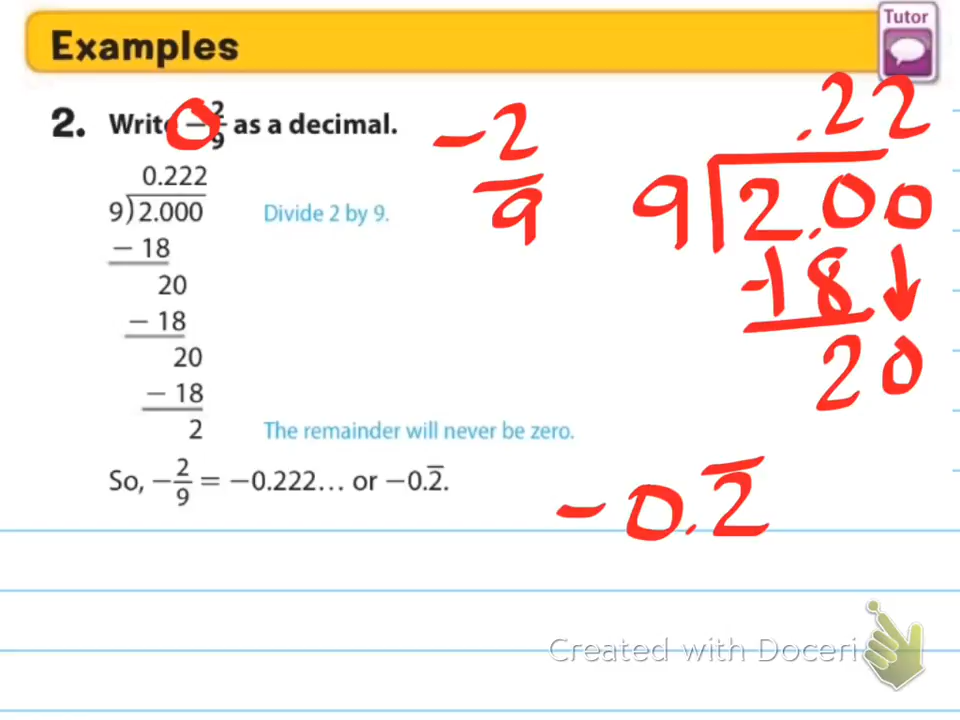 Examples
Tutor
2. Writ 0 −2/9 as a decimal.
0.222
9)2.000 Divide 2 by 9.
− 18
20
− 18
20
− 18
2 The remainder will never be zero.
So, −2/9 = −0.222… or −0.2̅.
−2/9
.22
9)2.00
-18↓
20
−0.2̅
Created with Doceri